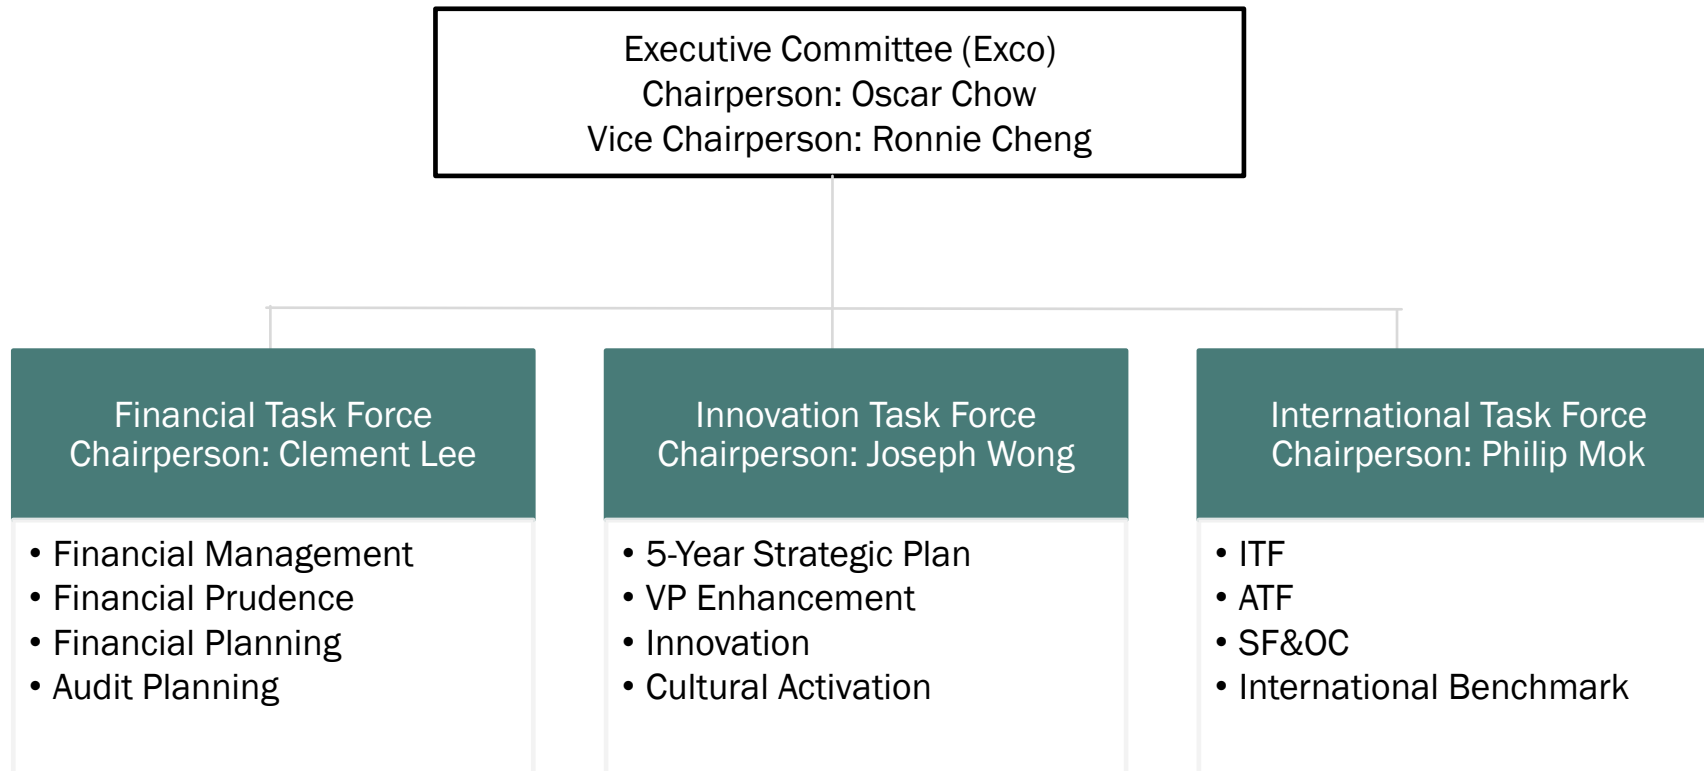 Executive Committee (Exco)
Chairperson: Oscar Chow
Vice Chairperson: Ronnie Cheng
Financial Task Force
Chairperson: Clement Lee
• Financial Management
• Financial Prudence
• Financial Planning
• Audit Planning
Innovation Task Force
Chairperson: Joseph Wong
• 5-Year Strategic Plan
• VP Enhancement
• Innovation
• Cultural Activation
International Task Force
Chairperson: Philip Mok
• ITF
• ATF
• SF&OC
• International Benchmark